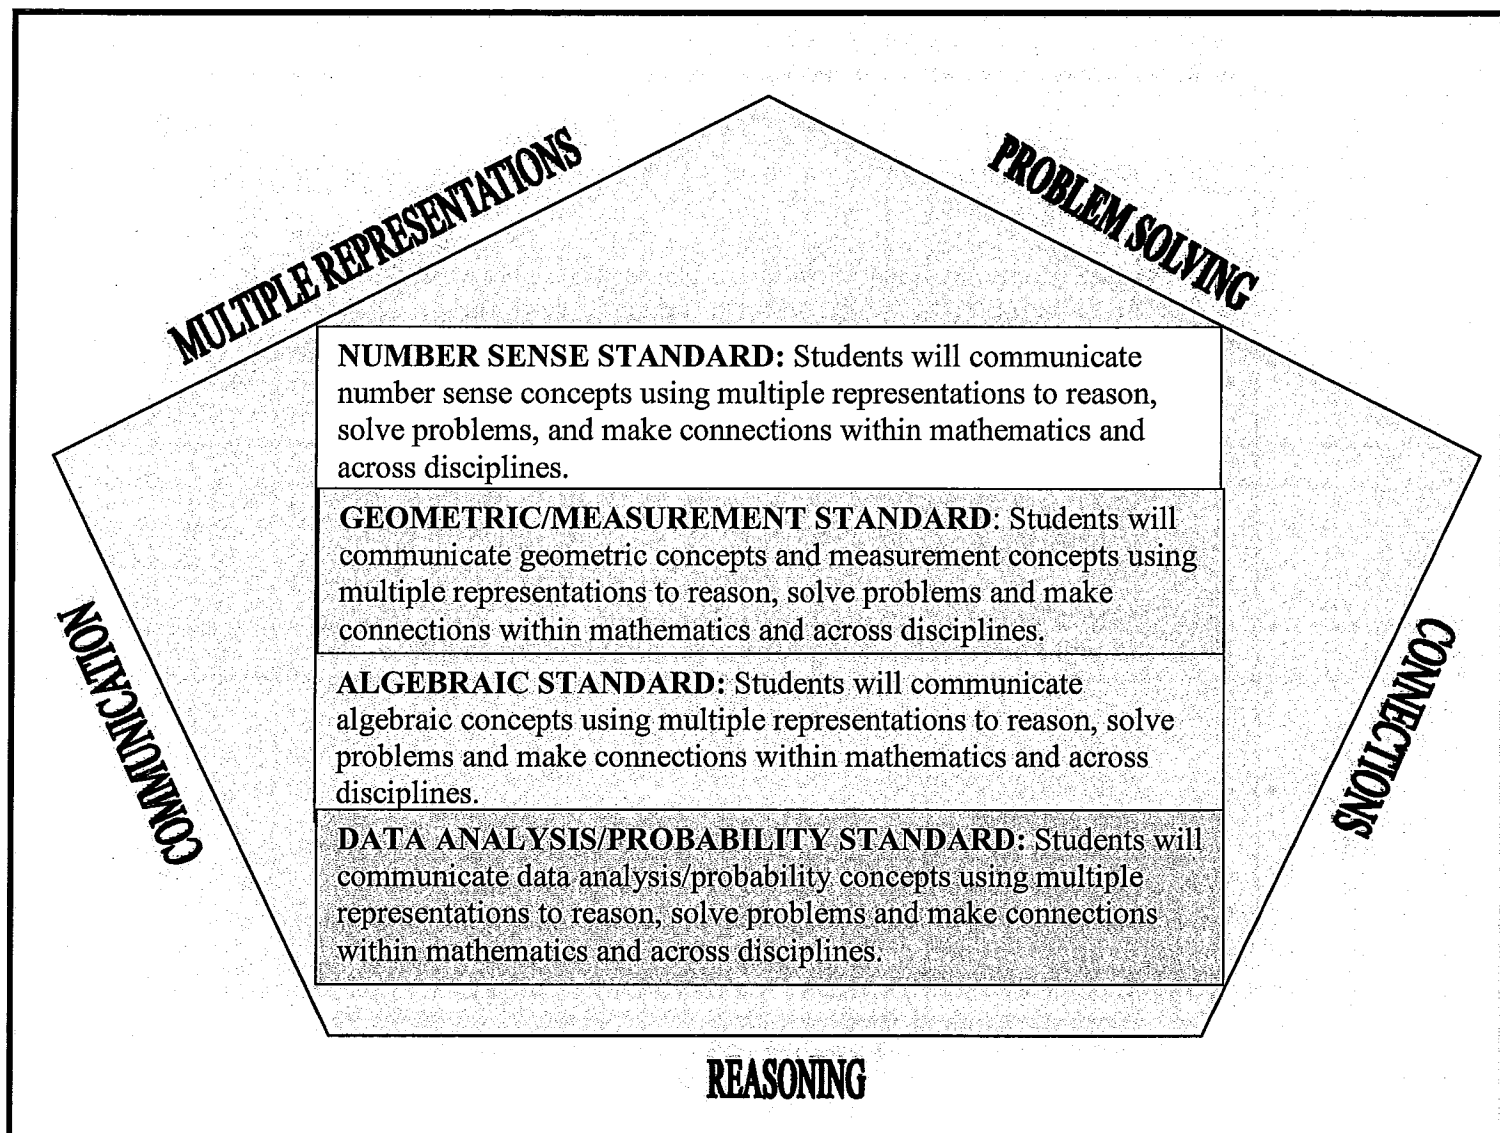 MULTIPLE REPRESENTATIONS
PROBLEM SOLVING
NUMBER SENSE STANDARD: Students will communicate
number sense concepts using multiple representations to reason,
solve problems, and make connections within mathematics and
across disciplines.
GEOMETRIC/MEASUREMENT STANDARD: Students will
communicate geometric concepts and measurement concepts using
multiple representations to reason, solve problems and make
connections within mathematics and across disciplines.
ALGEBRAIC STANDARD: Students will communicate
algebraic concepts using multiple representations to reason, solve
problems and make connections within mathematics and across
disciplines.
DATA ANALYSIS/PROBABILITY STANDARD: Students will
communicate data analysis/probability concepts using multiple
representations to reason, solve problems and make connections
within mathematics and across disciplines.
COMMUNICATION
CONNECTIONS
REASONING